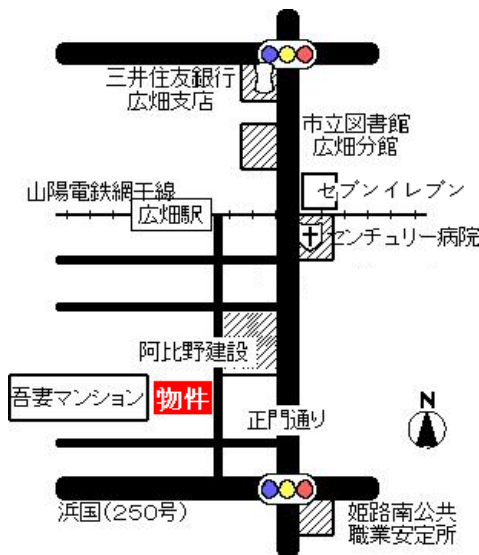 三井住友銀行
広畑支店
市立図書館
広畑分館
山陽電鉄網干線
セブンイレブン
広畑駅
センチュリー病院
阿比野建設
吾妻マンション
物件
正門通り
N
浜国(250号)
姫路南公共
職業安定所